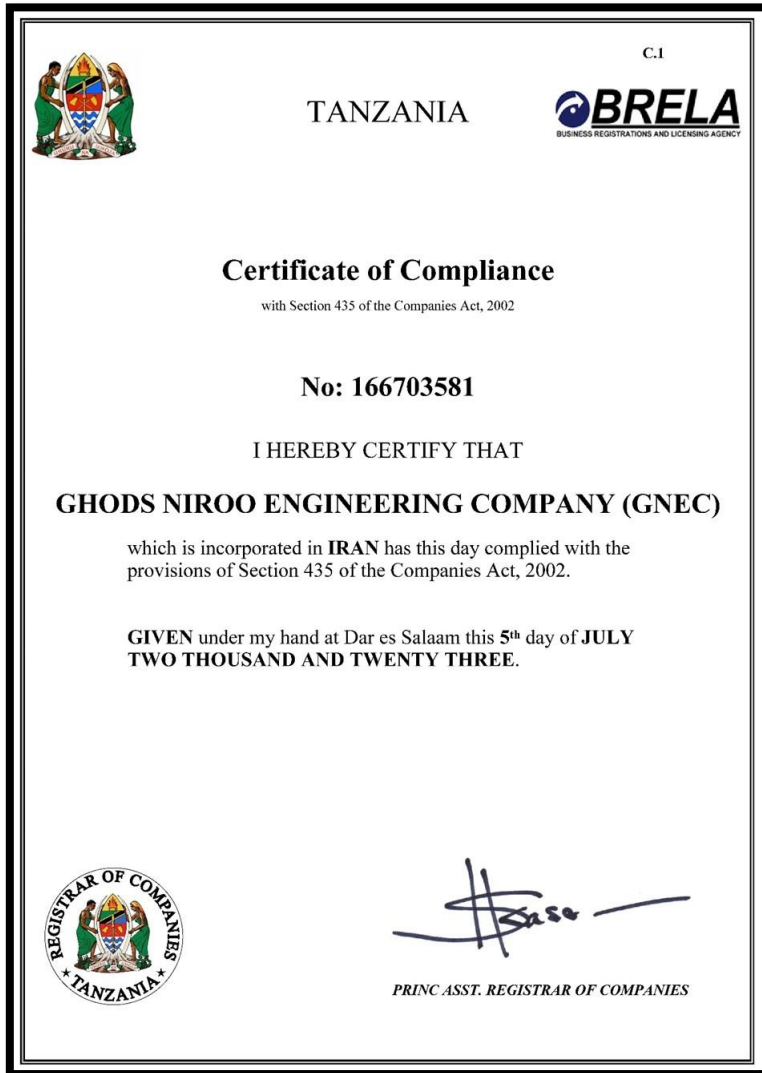 C.1
TANZANIA
BRELA
BUSINESS REGISTRATIONS AND LICENSING AGENCY
Certificate of Compliance
with Section 435 of the Companies Act, 2002
No: 166703581
I HEREBY CERTIFY THAT
GHODS NIROO ENGINEERING COMPANY (GNEC)
which is incorporated in IRAN has this day complied with the
provisions of Section 435 of the Companies Act, 2002.
GIVEN under my hand at Dar es Salaam this 5th day of JULY
TWO THOUSAND AND TWENTY THREE.
REGISTRAR OF COMPANIES
* TANZANIA *
PRINC ASST. REGISTRAR OF COMPANIES